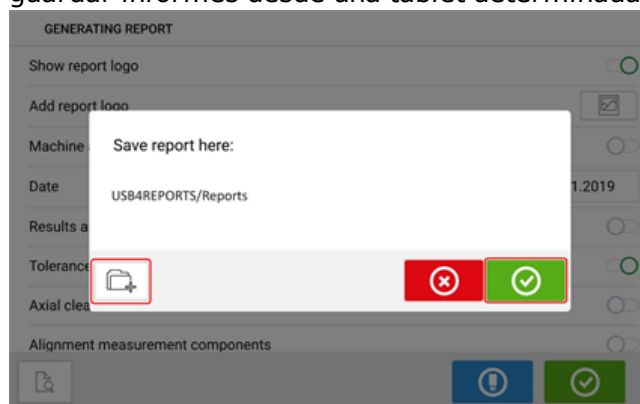 guardar informes desde una tablet determinada
GENERATING REPORT
Show report logo
Add report logo
Machine
Save report here:
Date
1.2019
USB4REPORTS/Reports
Results a
Tolerance
Axial clea
Alignment measurement components